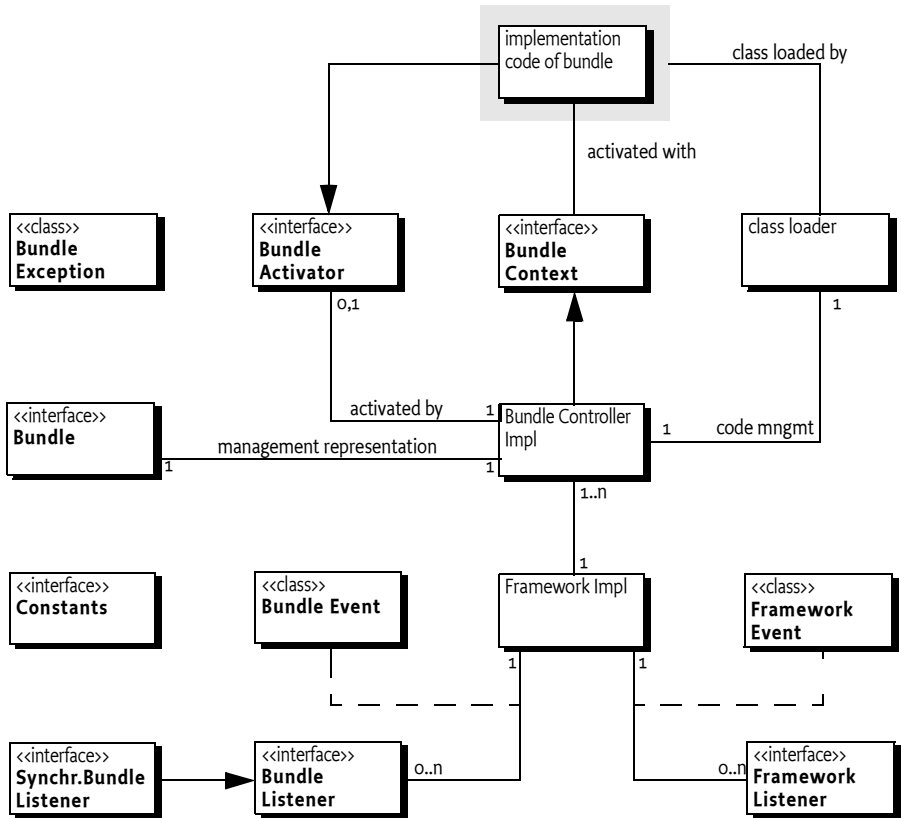 implementation
code of bundle
class loaded by
activated with
<<class>>
Bundle
Exception
<<interface>>
Bundle
Activator
<<interface>>
Bundle
Context
class loader
0,1
1
<<interface>>
Bundle
activated by
1
Bundle Controller
Impl
1
code mngmt
management representation
1
1
1..n
1
<<interface>>
Constants
<<class>>
Bundle Event
Framework Impl
<<class>>
Framework
Event
1
1
<<interface>>
Synchr.Bundle
Listener
<<interface>>
Bundle
Listener
0..n
0..n
<<interface>>
Framework
Listener